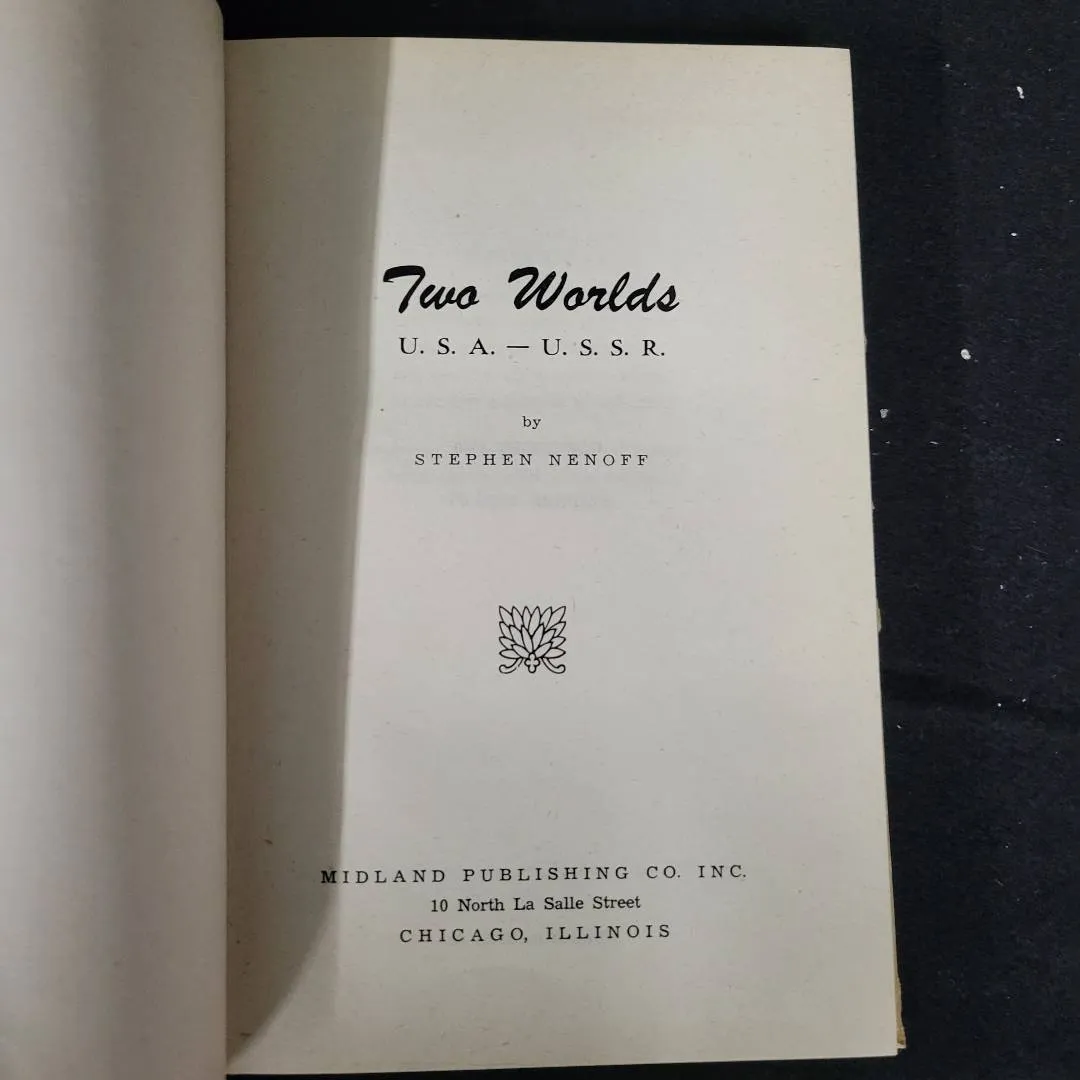 Two Worlds
U. S. A. — U. S. S. R.
by
STEPHEN NENOFF
MIDLAND PUBLISHING CO. INC.
10 North La Salle Street
CHICAGO, ILLINOIS